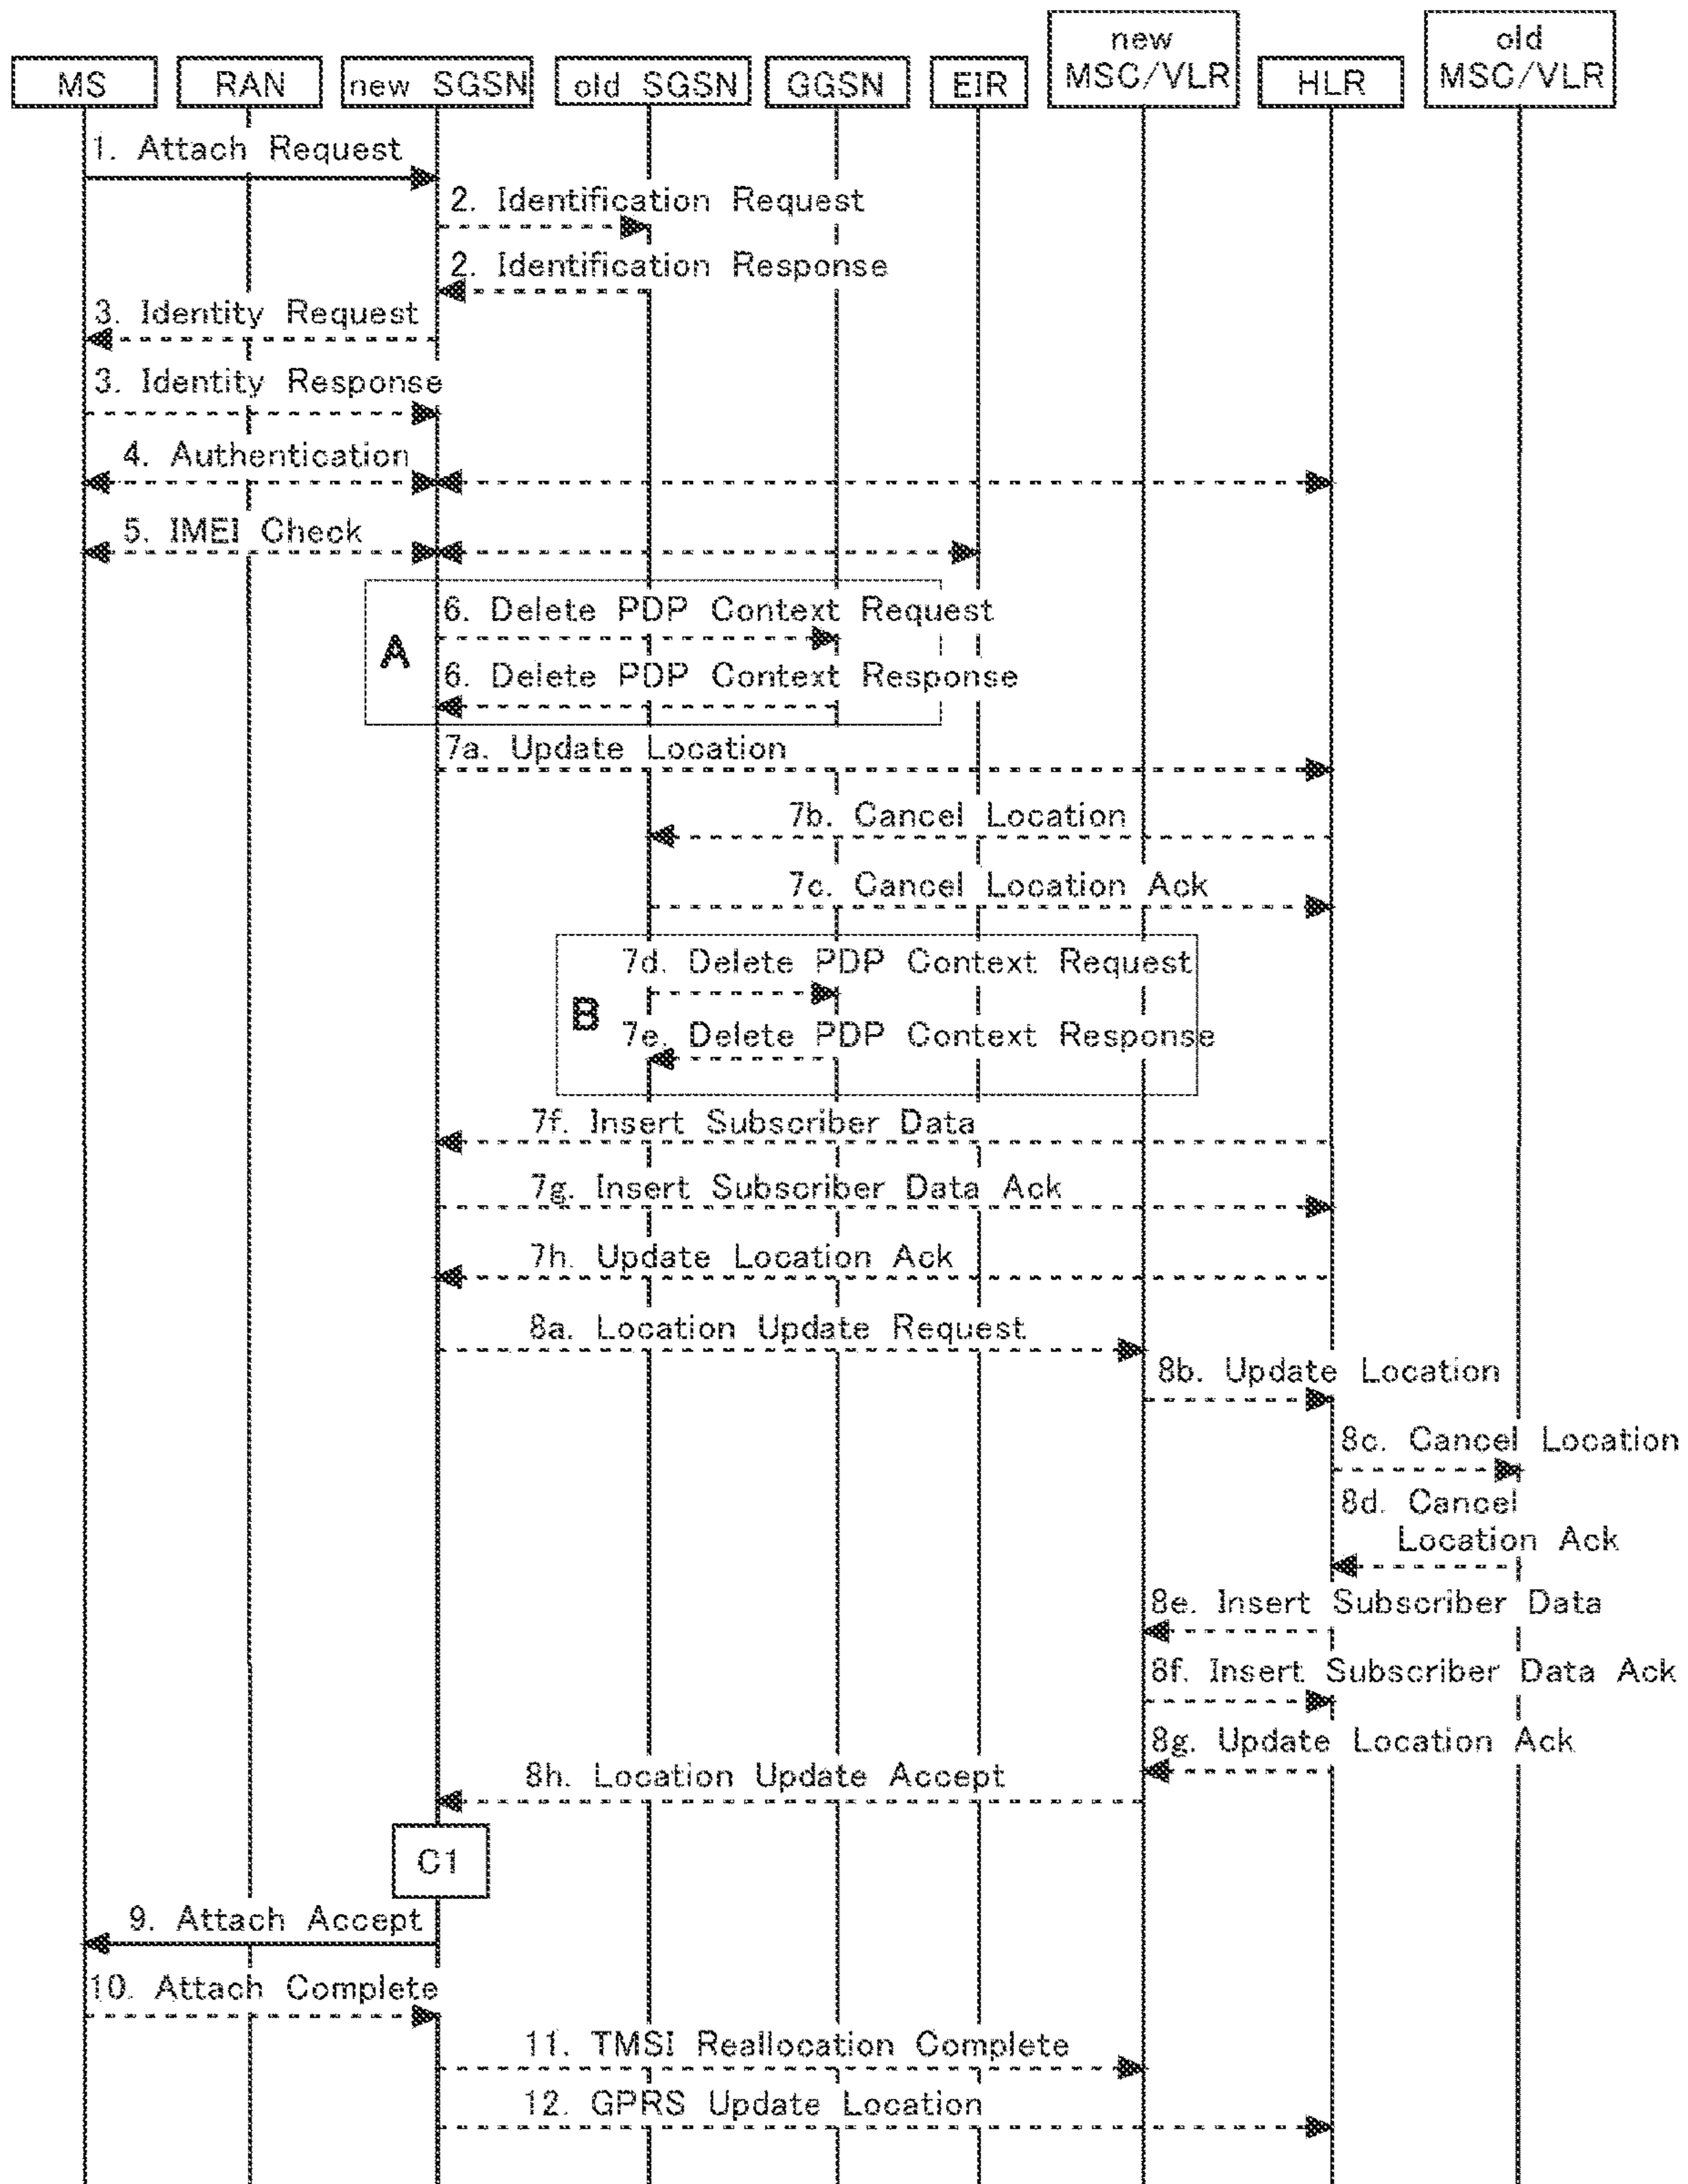 new
old
MS
RAN
new SGSN
old SGSN
GGSN
EIR
MSC/VLR
HLR
MSC/VLR
1. Attach Request
2. Identification Request
2. Identification Response
3. Identity Request
3. Identity Response
4. Authentication
5. IMEI Check
6. Delete PDP Context Request
A
6. Delete PDP Context Response
7a. Update Location
7b. Cancel Location
7c. Cancel Location Ack
7d. Delete PDP Context Request
B
7e. Delete PDP Context Response
7f. Insert Subscriber Data
7g. Insert Subscriber Data Ack
7h. Update Location Ack
8a. Location Update Request
8b. Update Location
8c. Cancel Location
8d. Cancel
Location Ack
8e. Insert Subscriber Data
8f. Insert Subscriber Data Ack
8g. Update Location Ack
8h. Location Update Accept
C1
9. Attach Accept
10. Attach Complete
11. TMSI Reallocation Complete
12. GPRS Update Location